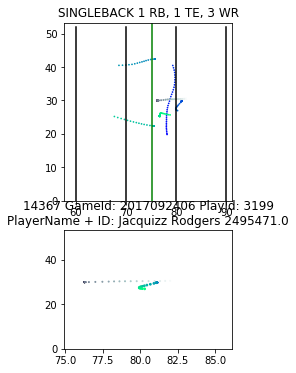 SINGLEBACK 1 RB, 1 TE, 3 WR
50
40
30
20
10
0
60 70 80 90
14367 GameId: 2017092406 PlayId: 3199
PlayerName + ID: Jacquizz Rodgers 2495471.0
40
20
0
75.0 77.5 80.0 82.5 85.0